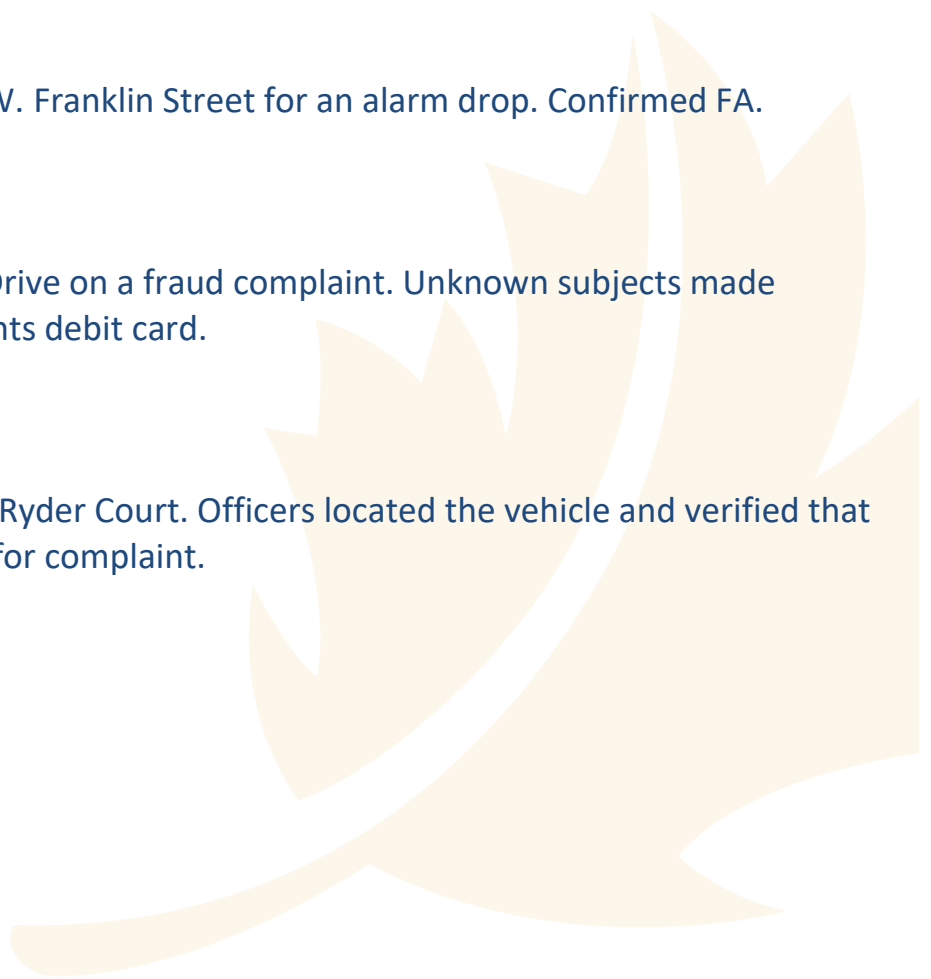 W. Franklin Street for an alarm drop. Confirmed FA.
Drive on a fraud complaint. Unknown subjects made
nts debit card.
Ryder Court. Officers located the vehicle and verified that
for complaint.